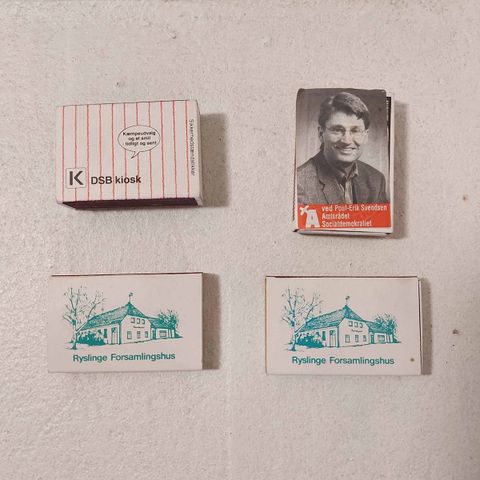 Kæmpeudvalg
og et smil
tidligt og sent
K DSB kiosk
Sikkerhedstændstikker
A ved Poul-Erik Svendsen
Amtsrådet
Socialdemokratiet
Ryslinge Forsamlingshus
Ryslinge Forsamlingshus